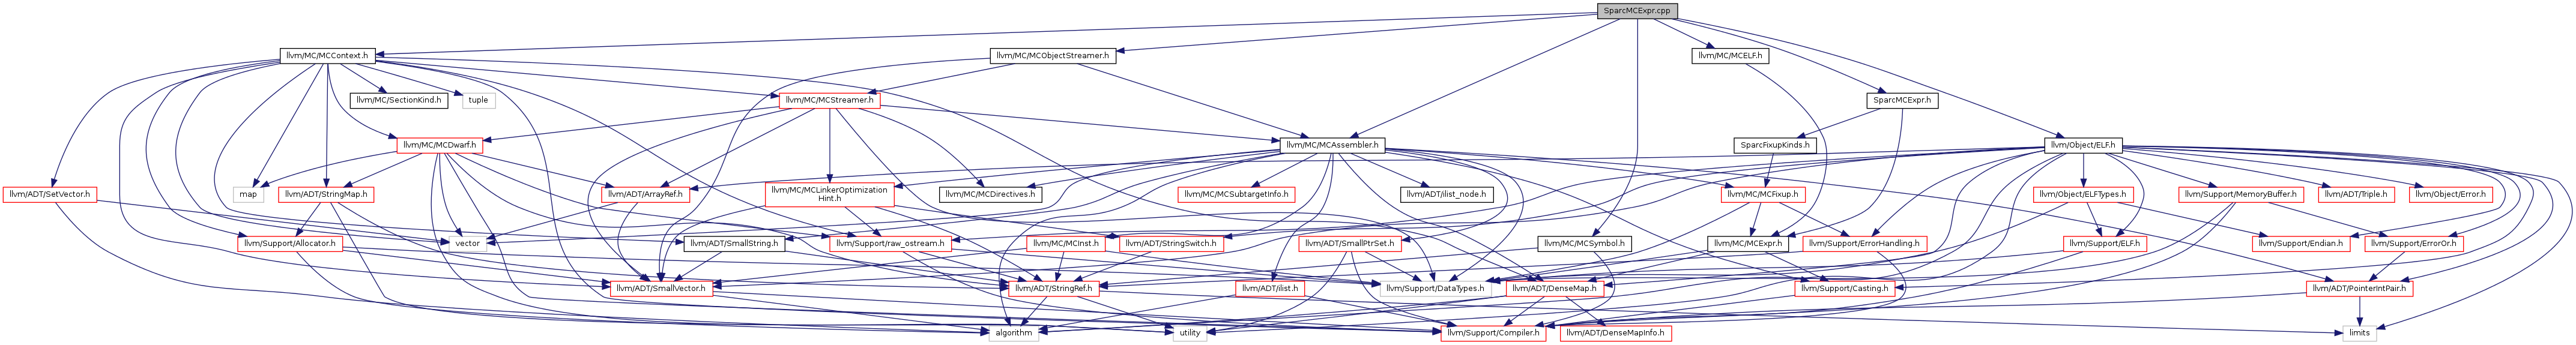 SparcMCExpr.cpp
llvm/MC/MCContext.h
llvm/MC/MCObjectStreamer.h
llvm/MC/MCELF.h
llvm/MC/SectionKind.h
tuple
llvm/MC/MCStreamer.h
SparcMCExpr.h
llvm/MC/MCDwarf.h
llvm/MC/MCAssembler.h
SparcFixupKinds.h
llvm/Object/ELF.h
llvm/ADT/SetVector.h
map
llvm/ADT/StringMap.h
llvm/ADT/ArrayRef.h
llvm/MC/MCLinkerOptimization
Hint.h
llvm/MC/MCDirectives.h
llvm/MC/MCSubtargetInfo.h
llvm/ADT/ilist_node.h
llvm/MC/MCFixup.h
llvm/Object/ELFTypes.h
llvm/Support/MemoryBuffer.h
llvm/ADT/Triple.h
llvm/Object/Error.h
llvm/Support/Allocator.h
vector
llvm/ADT/SmallString.h
llvm/Support/raw_ostream.h
llvm/MC/MCInst.h
llvm/ADT/StringSwitch.h
llvm/ADT/SmallPtrSet.h
llvm/MC/MCSymbol.h
llvm/MC/MCExpr.h
llvm/Support/ErrorHandling.h
llvm/Support/ELF.h
llvm/Support/Endian.h
llvm/Support/ErrorOr.h
llvm/ADT/SmallVector.h
llvm/ADT/StringRef.h
llvm/ADT/ilist.h
llvm/Support/DataTypes.h
llvm/ADT/DenseMap.h
llvm/Support/Casting.h
llvm/ADT/PointerIntPair.h
algorithm
utility
llvm/Support/Compiler.h
llvm/ADT/DenseMapInfo.h
limits